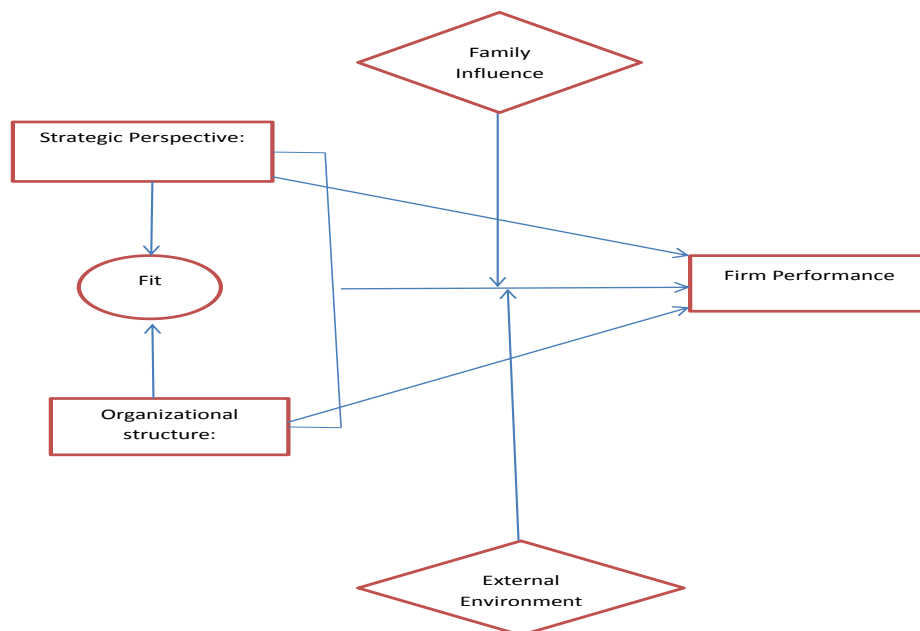 Family
Influence
Strategic Perspective:
Fit
Firm Performance
Organizational
structure:
External
Environment